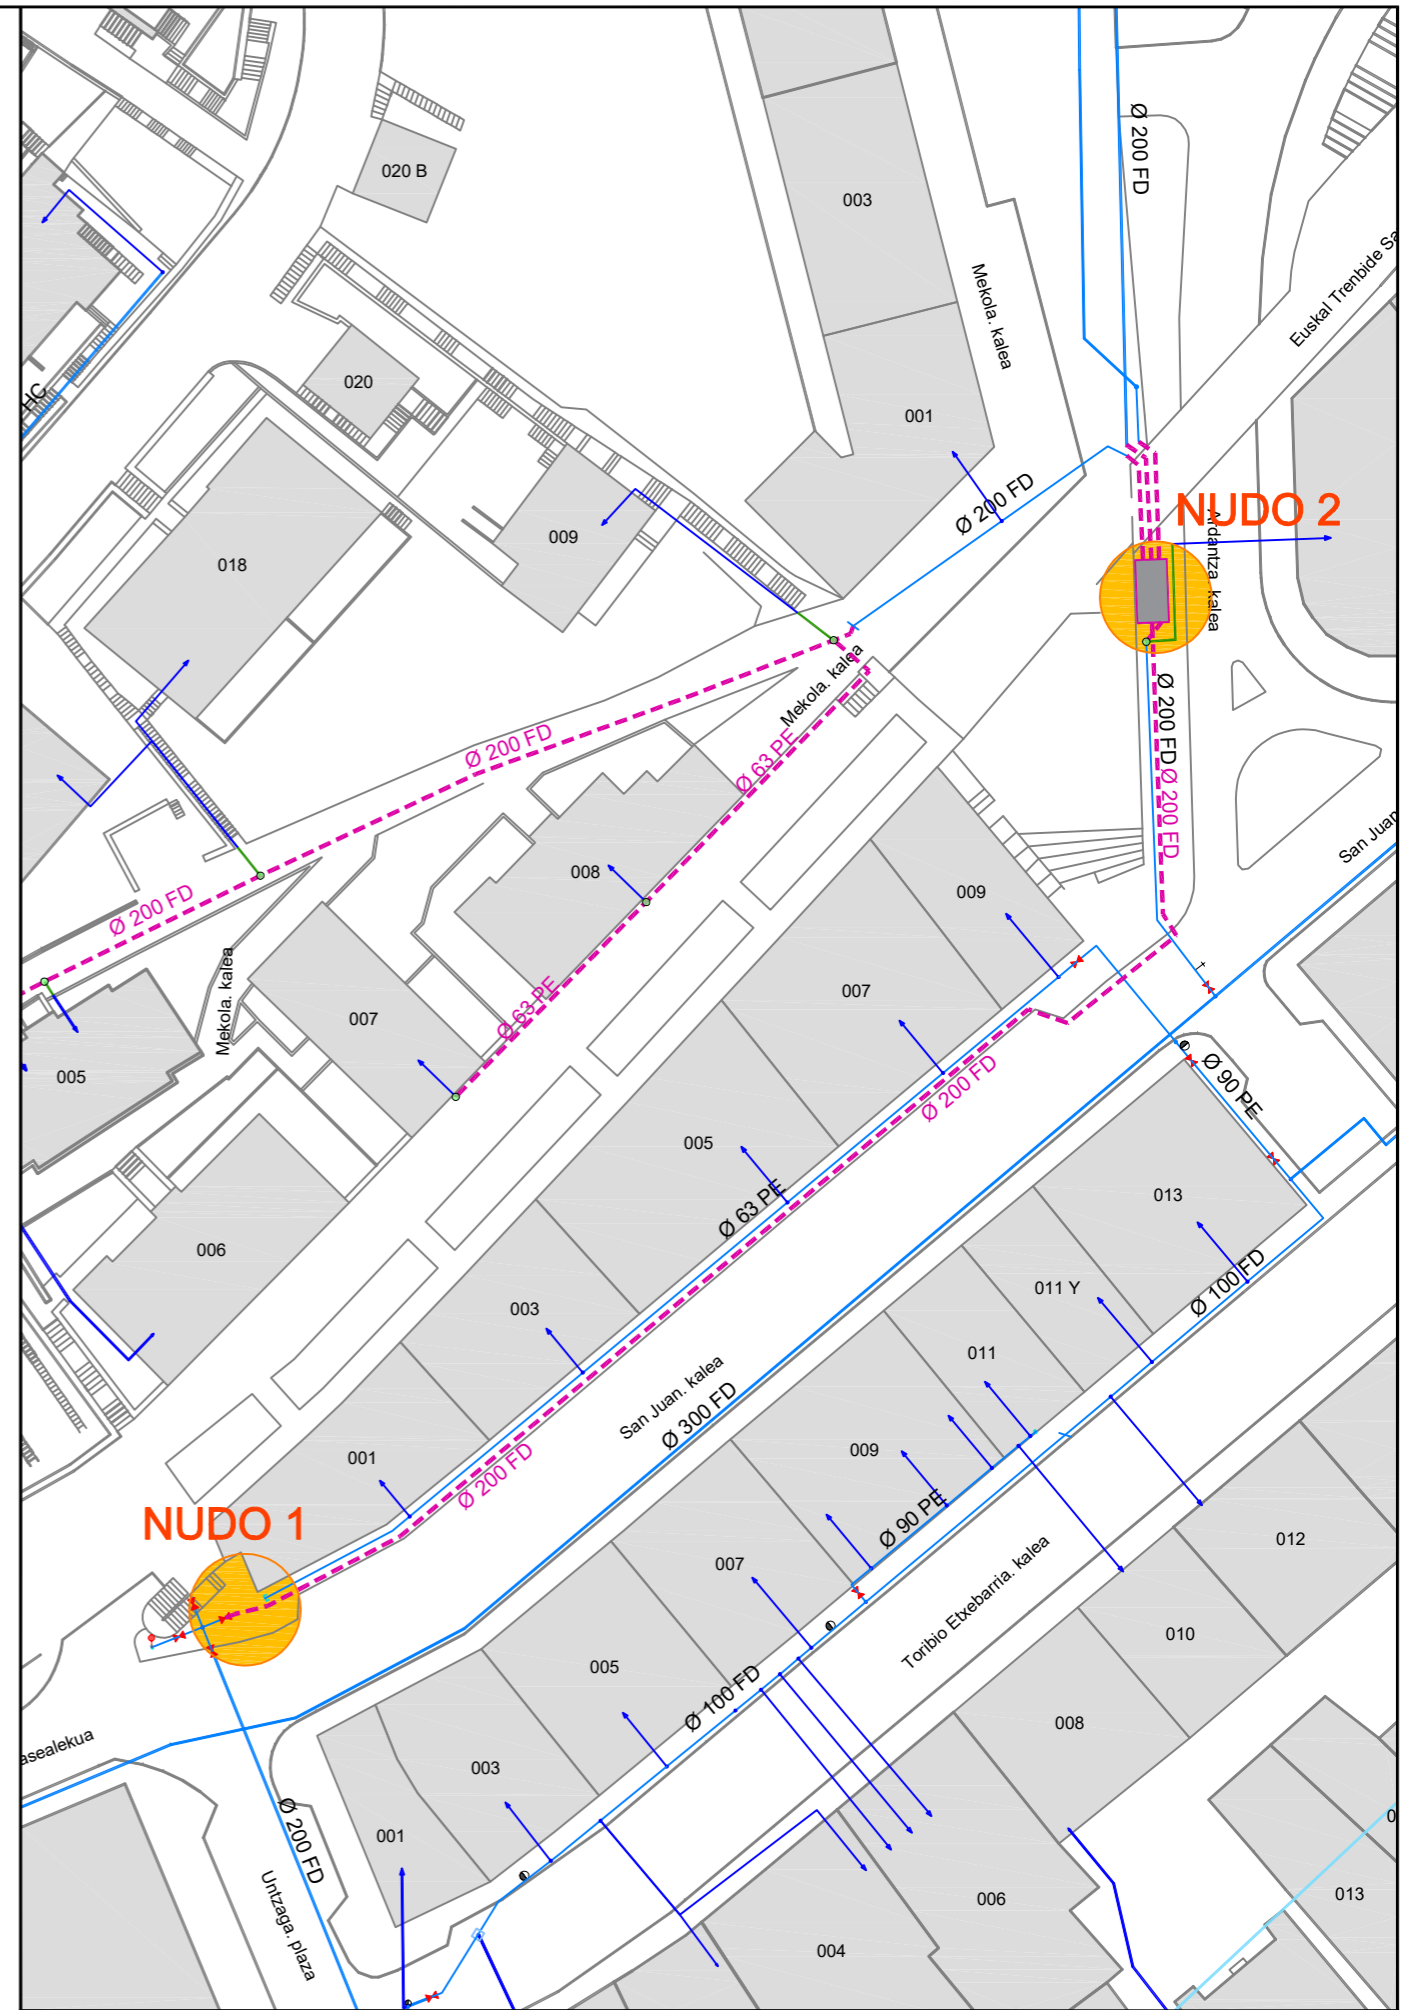 Ø 200 FD
020 B
003
Euskal Trenbide Sa
Mekola. kalea
020
HC
001
Ø 200 FD
NUDO 2
009
Ardantza kalea
018
Mekola. kalea
Ø 200 FD
Ø 200 FD
Ø 63 PE
Ø 200 FD
San Juan
008
009
Ø 200 FD
Mekola. kalea
007
007
Ø 63 PE
005
Ø 200 FD
Ø 90 PE
005
Ø 63 PE
013
006
011 Y
Ø 100 FD
003
011
San Juan. kalea
Ø 300 FD
001
009
Ø 200 FD
NUDO 1
Ø 90 PE
012
007
Toribio Etxebarria. kalea
010
005
Ø 100 FD
008
asealekua
003
Ø 200 FD
001
0
013
006
Untzaga. plaza
004